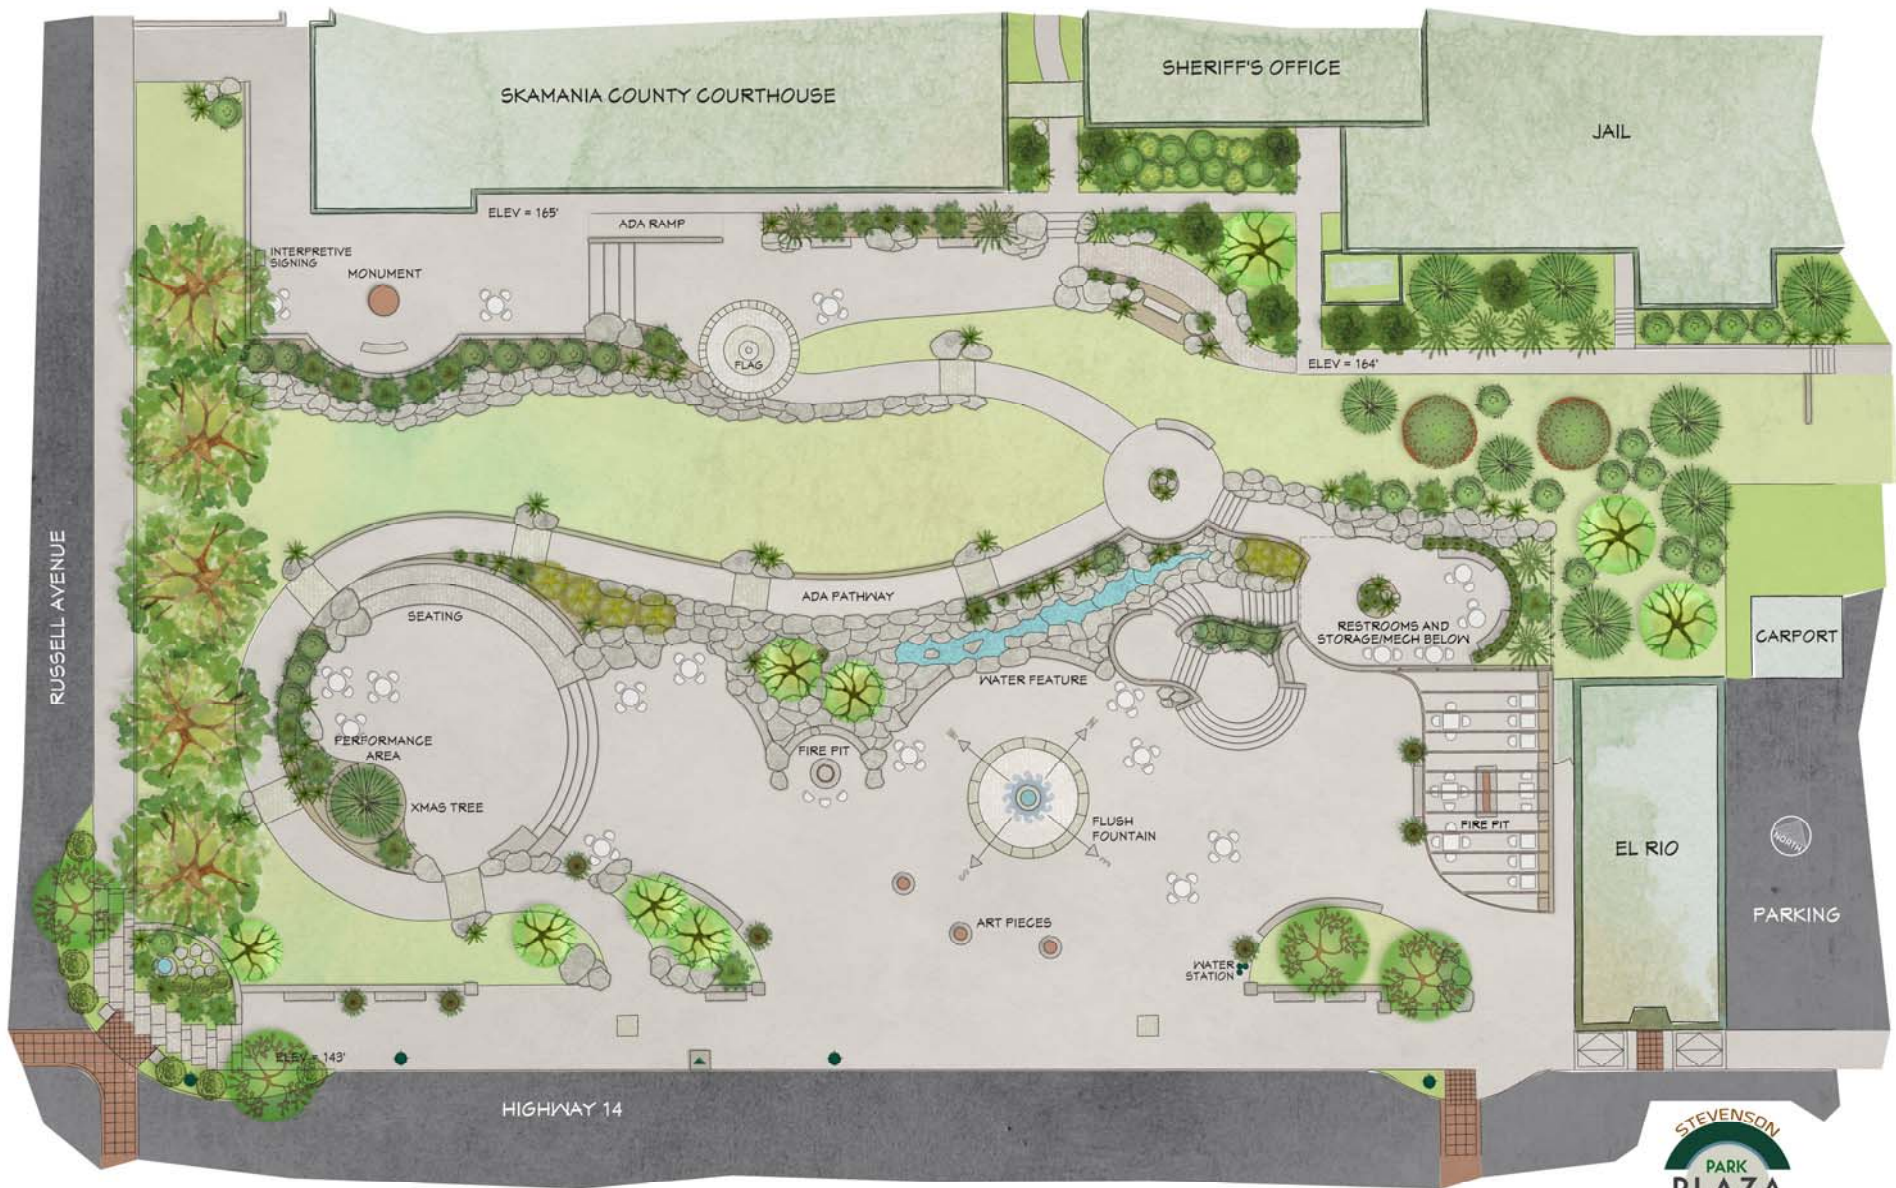 SKAMANIA COUNTY COURTHOUSE
SHERIFF'S OFFICE
JAIL
ELEV = 165'
ADA RAMP
INTERPRETIVE
SIGNING
MONUMENT
FLAG
ELEV = 164'
RUSSELL AVENUE
SEATING
ADA PATHWAY
RESTROOMS AND
STORAGE/MECH BELOW
CARPORT
WATER FEATURE
PERFORMANCE
AREA
FIRE PIT
XMAS TREE
N
W
E
S
FLUSH
FOUNTAIN
FIRE PIT
EL RIO
NORTH
PARKING
ART PIECES
WATER
STATION
ELEV = 143'
HIGHWAY 14
STEVENSON
PARK
PLAZA